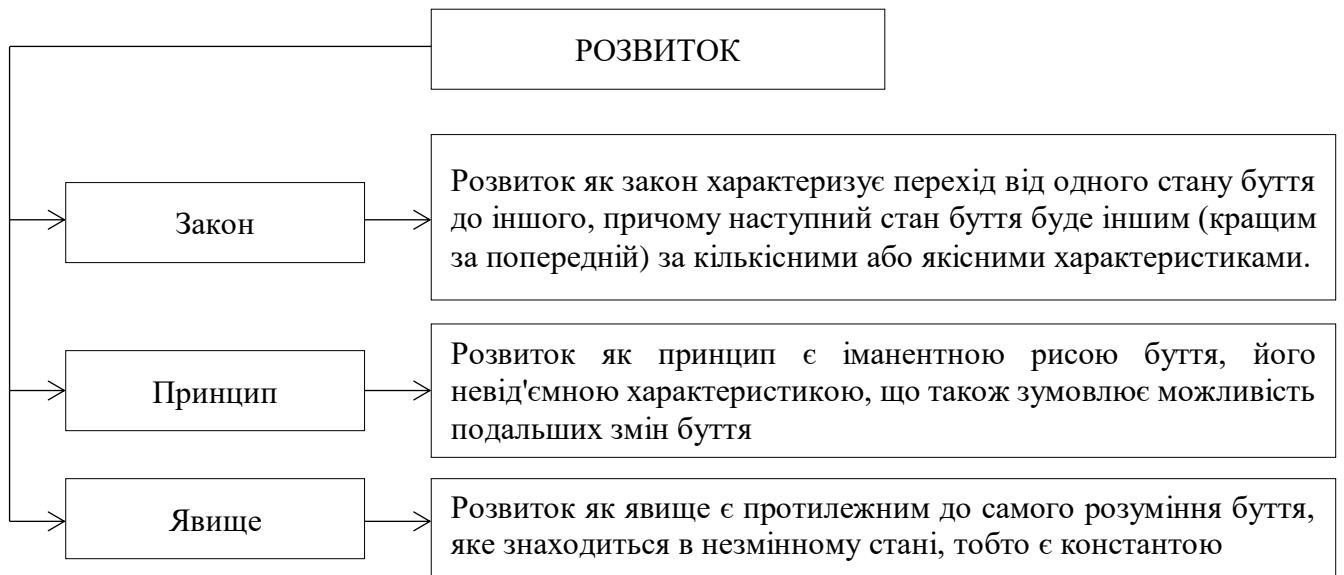 РОЗВИТОК
Закон
Розвиток як закон характеризує перехід від одного стану буття
до іншого, причому наступний стан буття буде іншим (кращим
за попередній) за кількісними або якісними характеристиками.
Принцип
Розвиток як принцип є іманентною рисою буття, його
невід'ємною характеристикою, що також зумовлює можливість
подальших змін буття
Явище
Розвиток як явище є протилежним до самого розуміння буття,
яке знаходиться в незмінному стані, тобто є константою